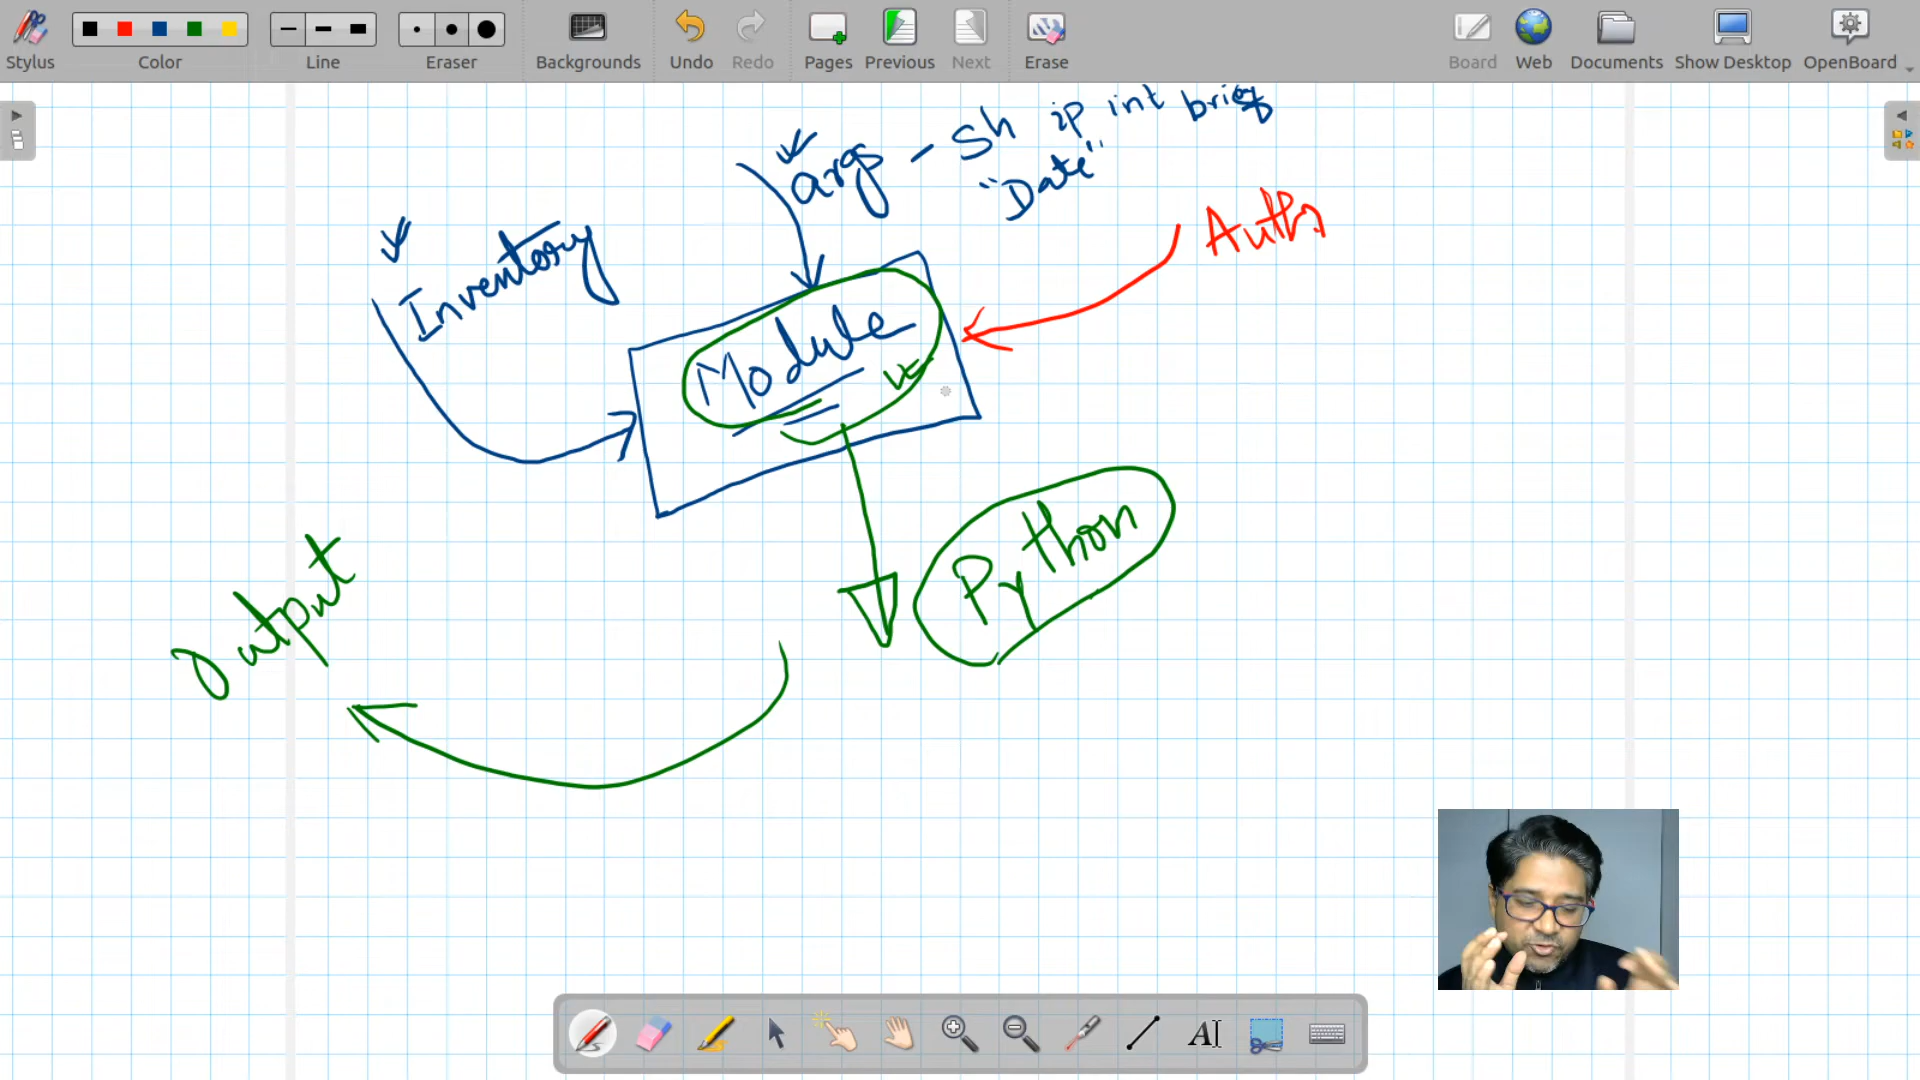 Stylus
Color
Line
Eraser
Backgrounds
Undo
Redo
Pages
Previous
Next
Erase
Board
Web
Documents
Show Desktop
OpenBoard
args - Sh ip int brief
"Date"
Auth
Inventory
Module
Python
Output